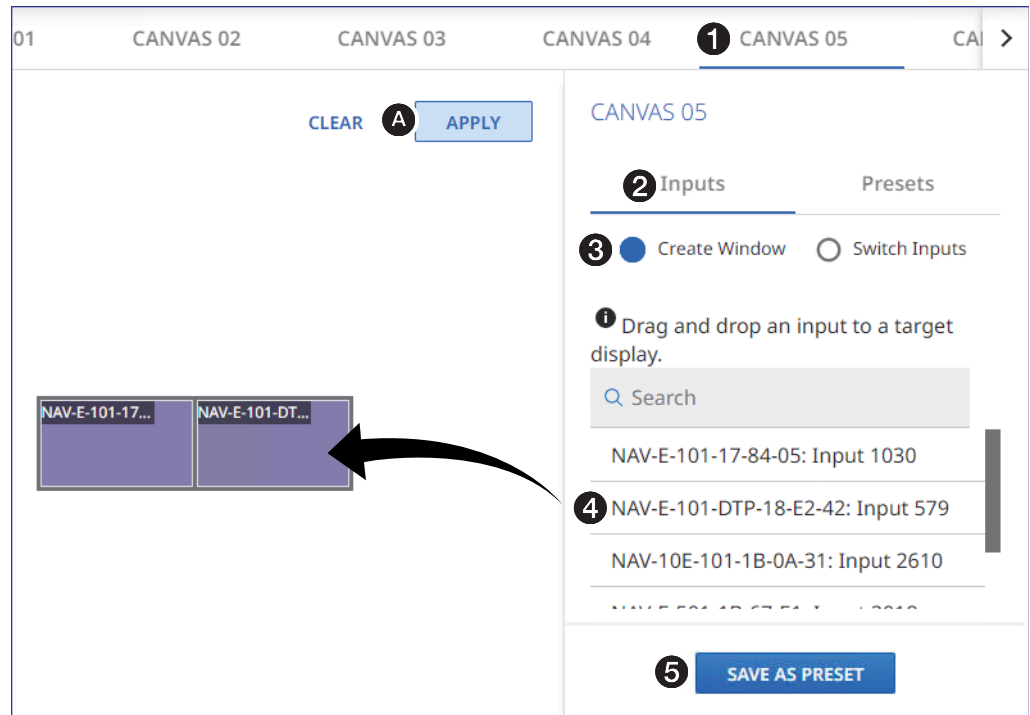 01 CANVAS 02 CANVAS 03 CANVAS 04 1 CANVAS 05
CLEAR A APPLY
CANVAS 05
2 Inputs Presets
3 Create Window Switch Inputs
i Drag and drop an input to a target
display.
Search
NAV-E-101-17... NAV-E-101-DT...
NAV-E-101-17-84-05: Input 1030
4 NAV-E-101-DTP-18-E2-42: Input 579
NAV-10E-101-1B-0A-31: Input 2610
5 SAVE AS PRESET